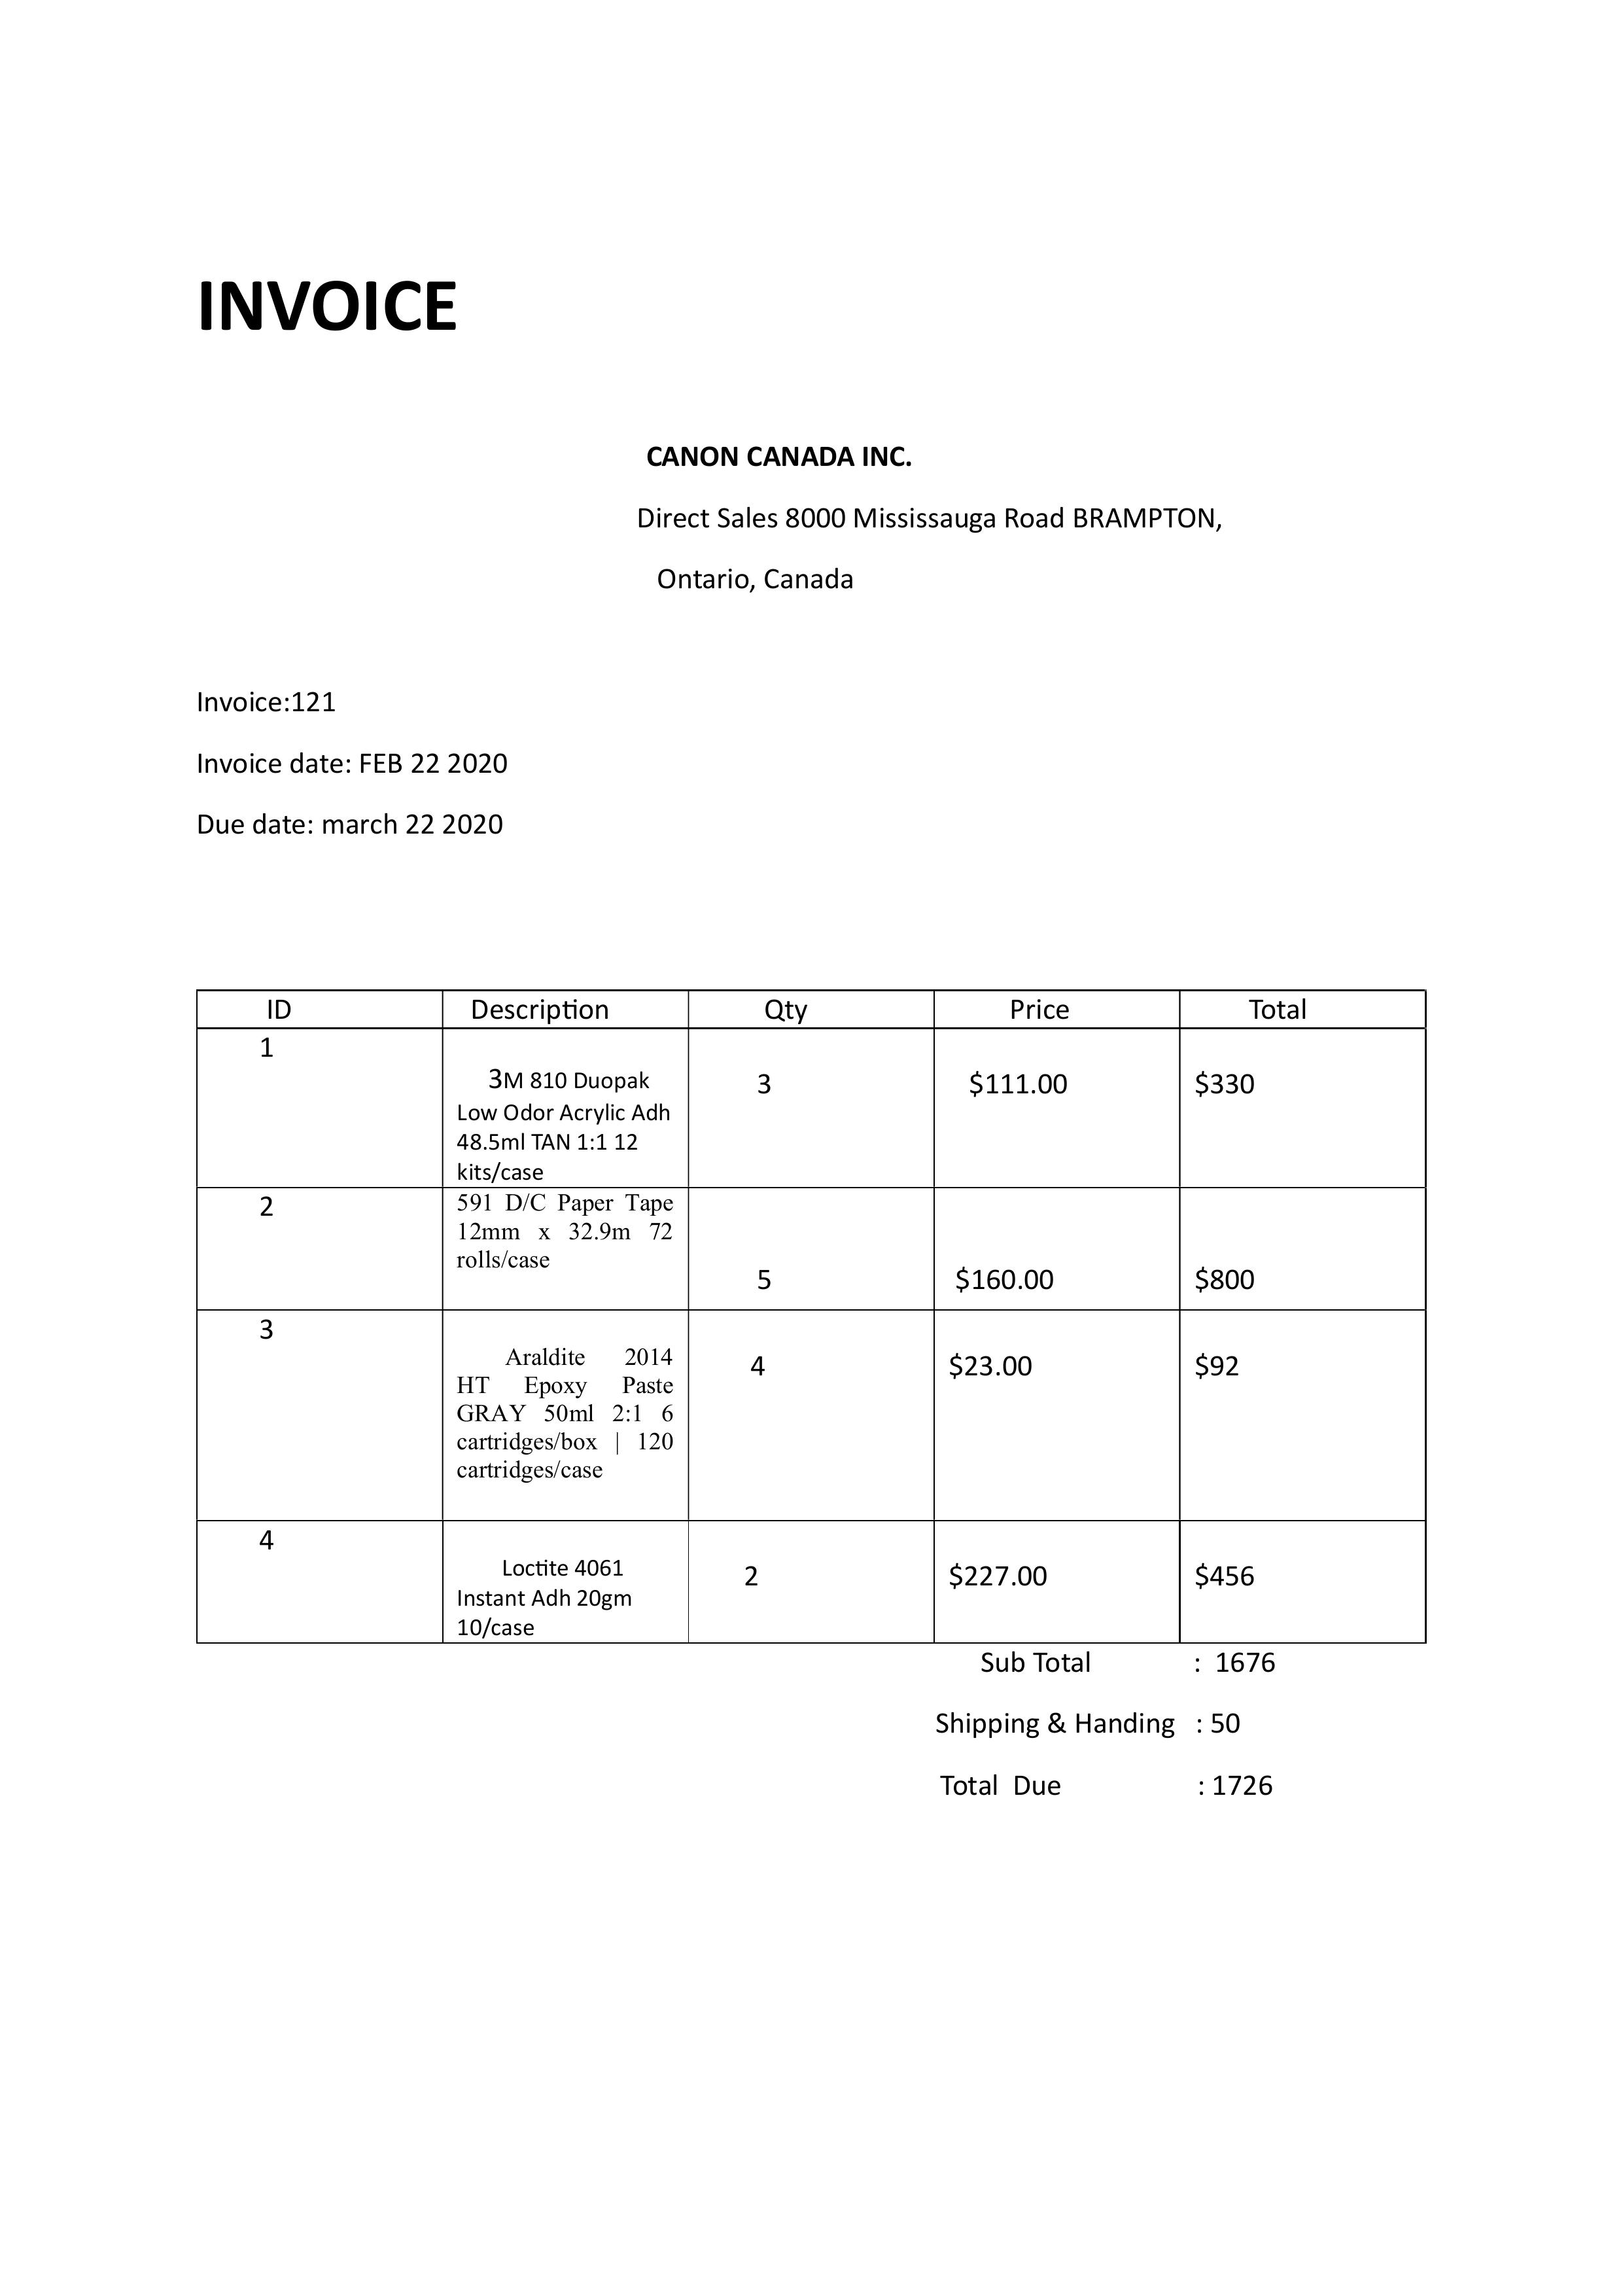 INVOICE
CANON CANADA INC.
Direct Sales 8000 Mississauga Road BRAMPTON,
Ontario, Canada
Invoice:121
Invoice date: FEB 22 2020
Due date: march 22 2020
ID Description Qty Price Total
1
3M 810 Duopak
Low Odor Acrylic Adh
48.5ml TAN 1:1 12
kits/case
3 $111.00 $330
2
591 D/C Paper Tape
12mm x 32.9m 72
rolls/case
5 $160.00 $800
3
Araldite 2014
HT Epoxy Paste
GRAY 50ml 2:1 6
cartridges/box | 120
cartridges/case
4 $23.00 $92
4
Loctite 4061
Instant Adh 20gm
10/case
2 $227.00 $456
Sub Total : 1676
Shipping & Handing : 50
Total Due : 1726